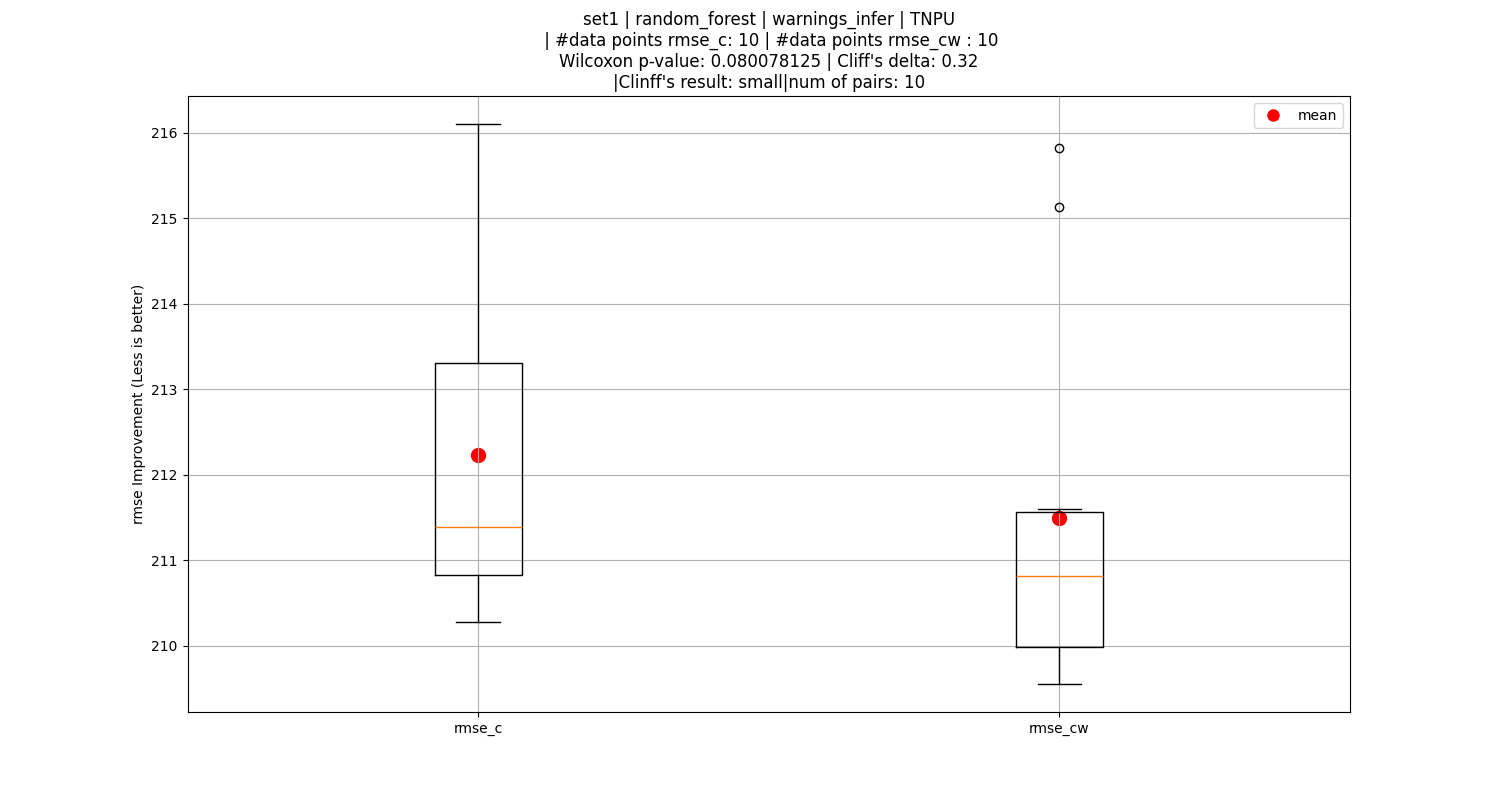 set1 | random_forest | warnings_infer | TNPU
| #data points rmse_c: 10 | #data points rmse_cw : 10
Wilcoxon p-value: 0.080078125 | Cliff's delta: 0.32
|Clinff's result: small|num of pairs: 10
mean
216
215
214
213
212
211
210
rmse Improvement (Less is better)
rmse_c
rmse_cw